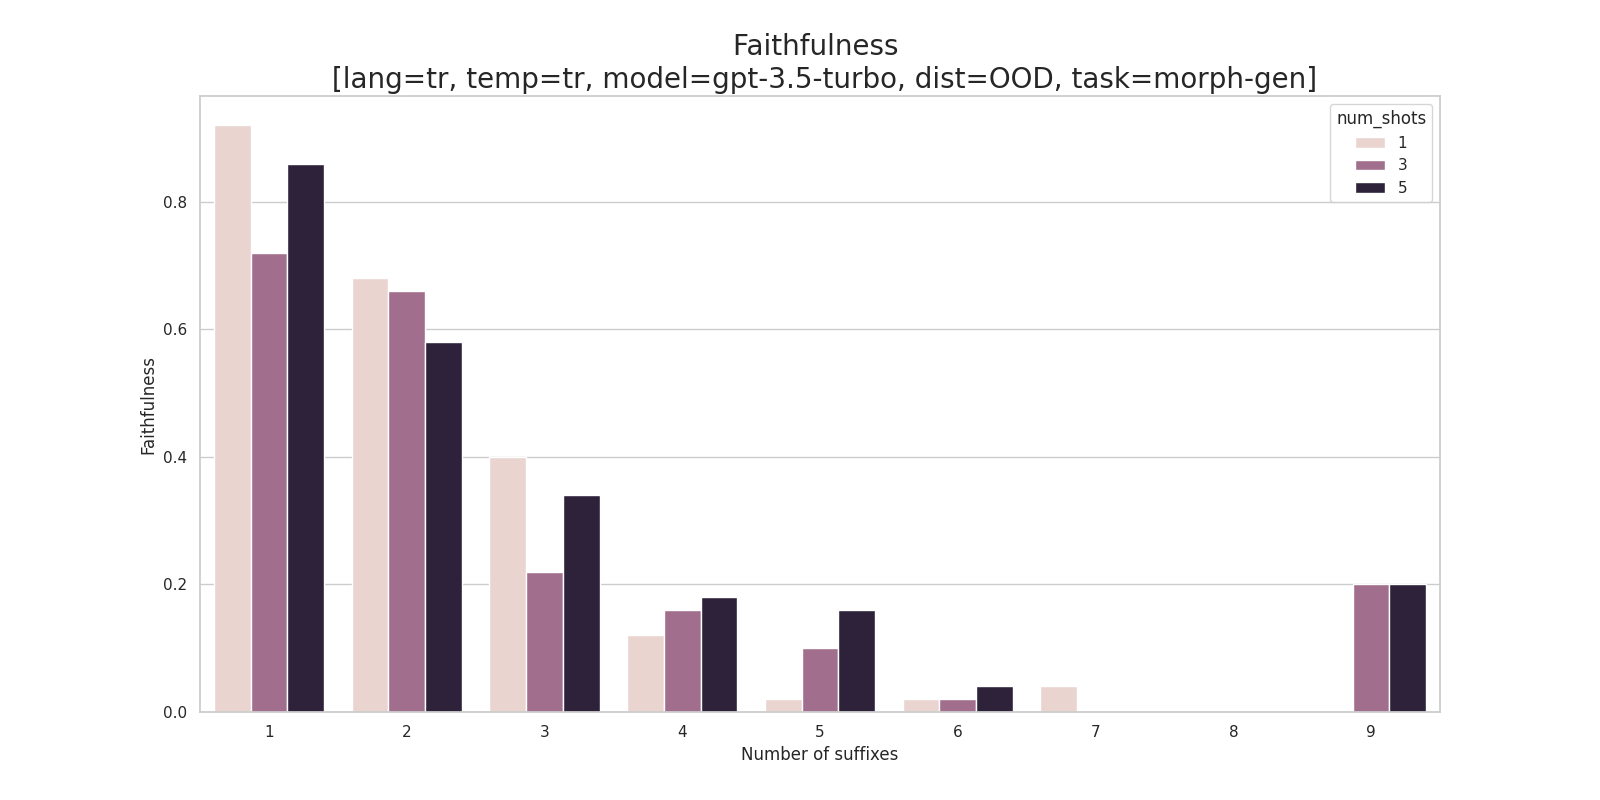 Faithfulness
[lang=tr, temp=tr, model=gpt-3.5-turbo, dist=OOD, task=morph-gen]
num_shots
1
3
5
Faithfulness
0.8
0.6
0.4
0.2
0.0
1 2 3 4 5 6 7 8 9
Number of suffixes